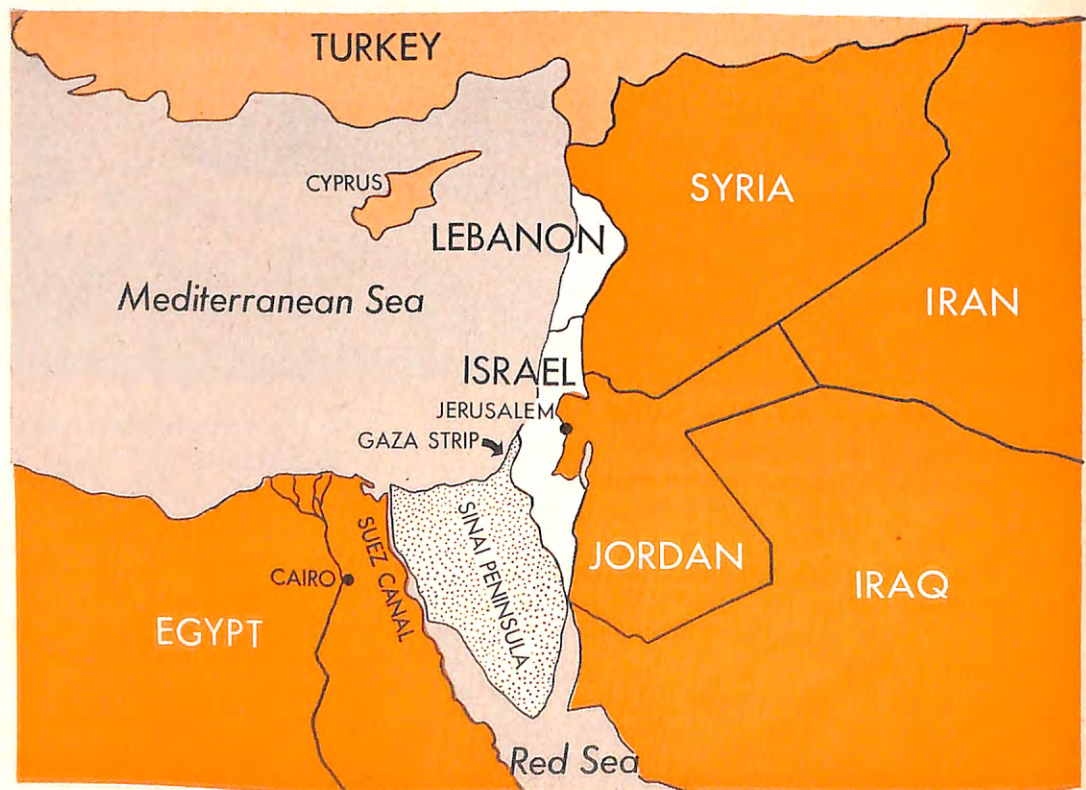 TURKEY
CYPRUS
SYRIA
LEBANON
Mediterranean Sea
IRAN
ISRAEL
JERUSALEM
GAZA STRIP
SUEZ CANAL
SINAI PENINSULA
JORDAN
CAIRO
IRAQ
EGYPT
Red Sea